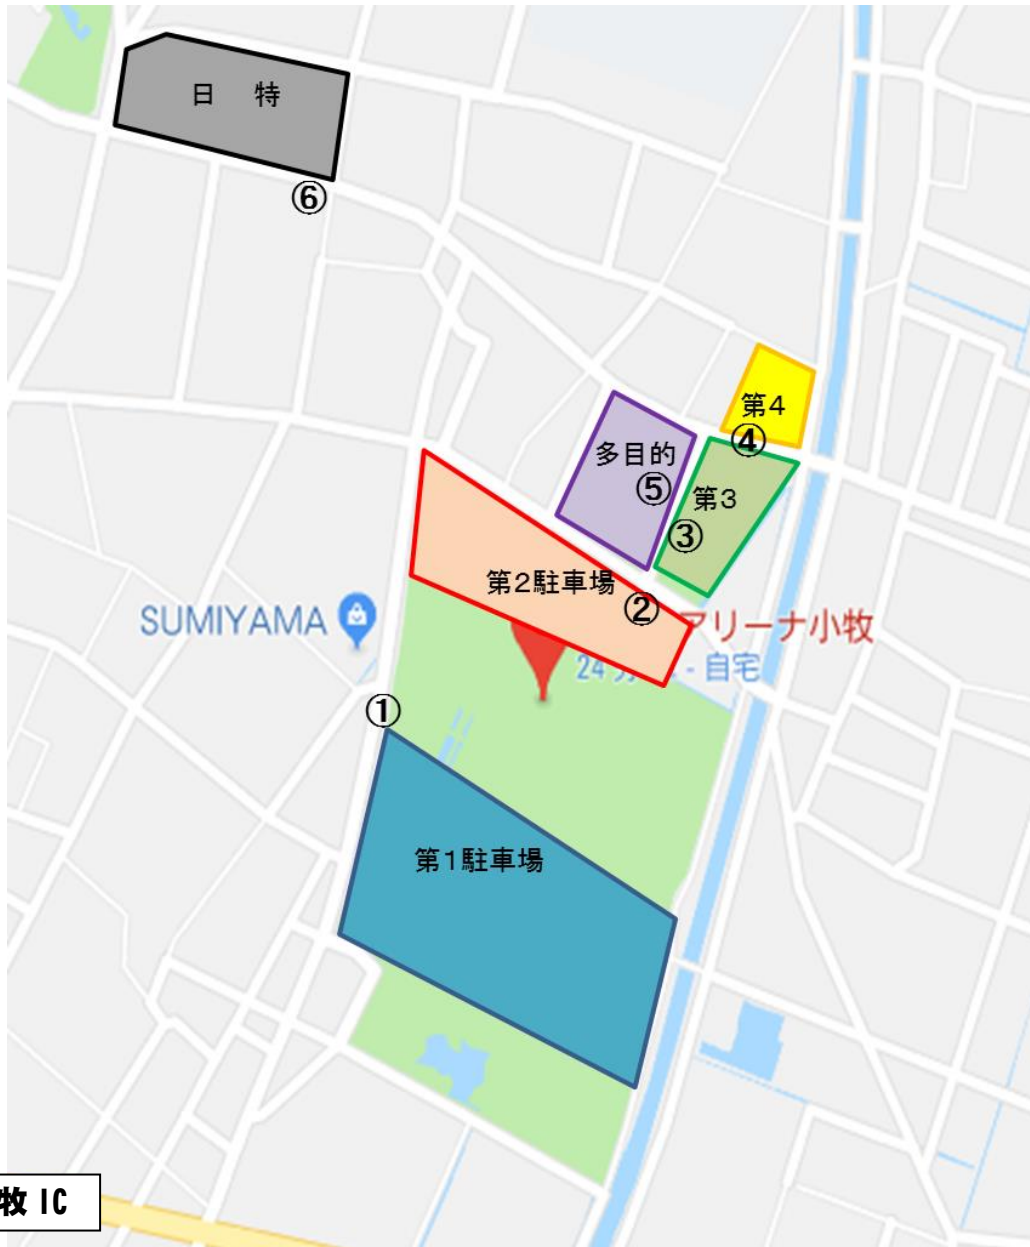 日 特
⑥
第4
④
多目的
⑤
第3
③
第2駐車場
②
アリーナ小牧
SUMIYAMA
自宅
①
第1駐車場
牧 IC